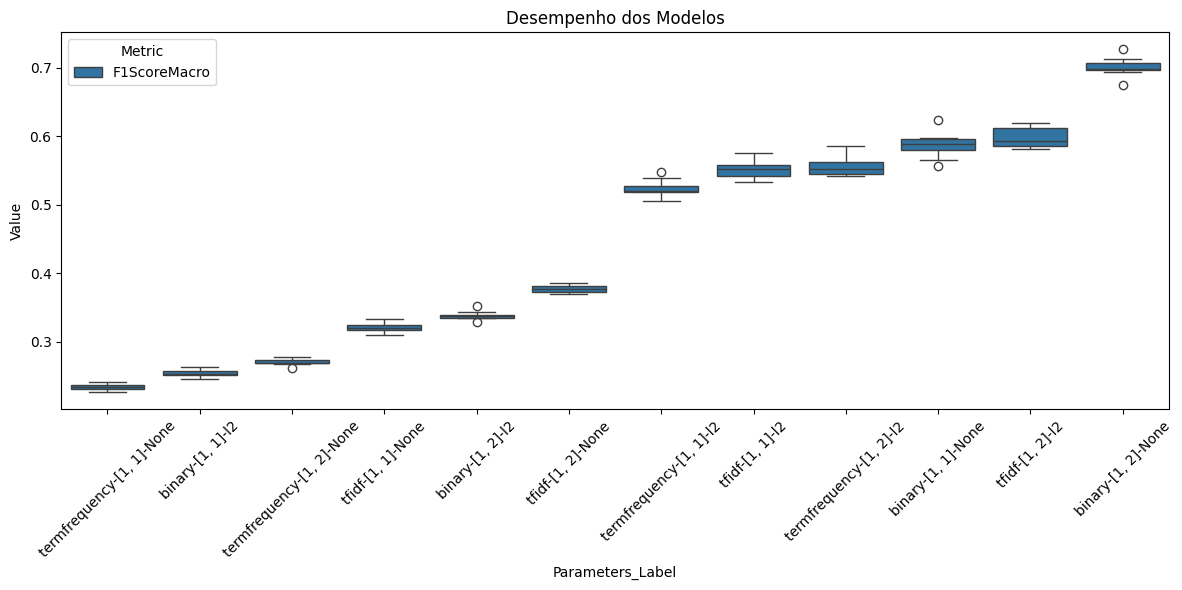 Desempenho dos Modelos
Metric
F1ScoreMacro
Value
0.7
0.6
0.5
0.4
0.3
termfrequency-[1, 1]-None
binary-[1, 1]-l2
termfrequency-[1, 2]-None
tfidf-[1, 1]-None
binary-[1, 2]-l2
tfidf-[1, 2]-None
termfrequency-[1, 1]-l2
tfidf-[1, 1]-l2
termfrequency-[1, 2]-l2
binary-[1, 1]-None
tfidf-[1, 2]-l2
binary-[1, 2]-None
Parameters_Label